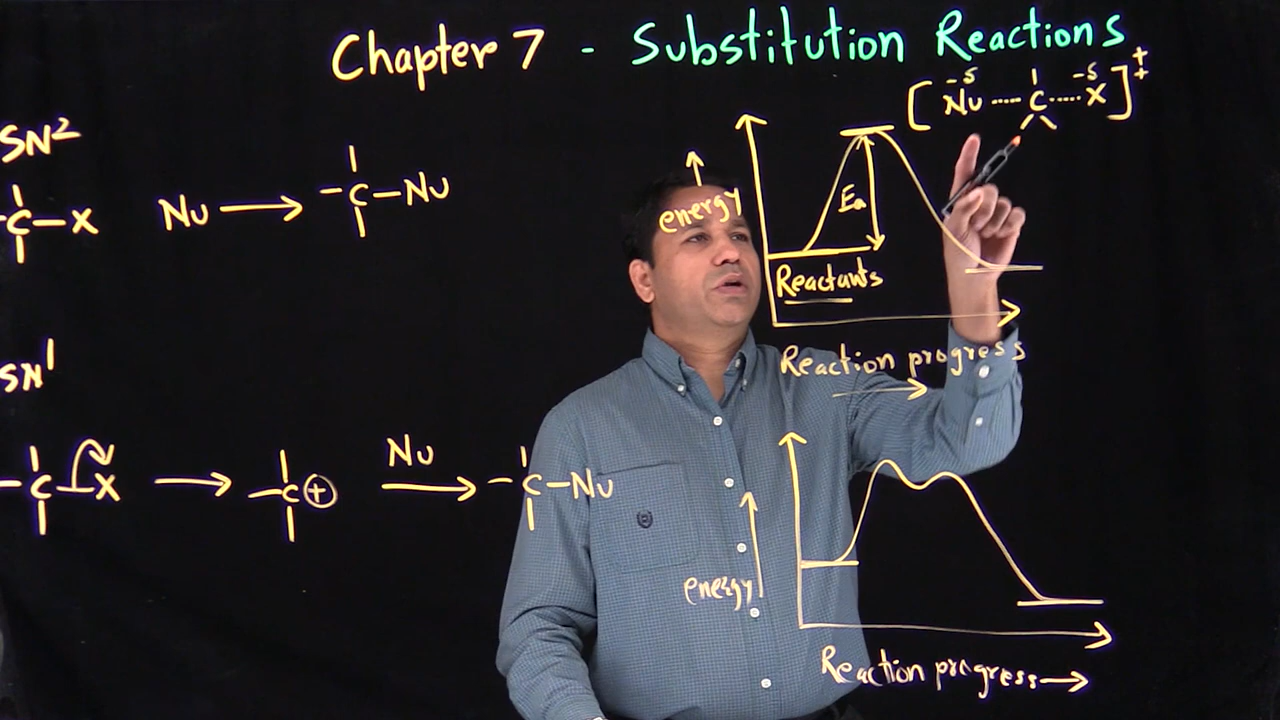 Chapter 7 - Substitution Reactions
SN2
C-X Nu → -C-Nu
SN1
-C-X → -C+ Nu → -C-Nu
[Nu-----C-----X]‡
-δ -δ
energy
Ea
Reactants
Reaction progress →
energy
Reaction progress →